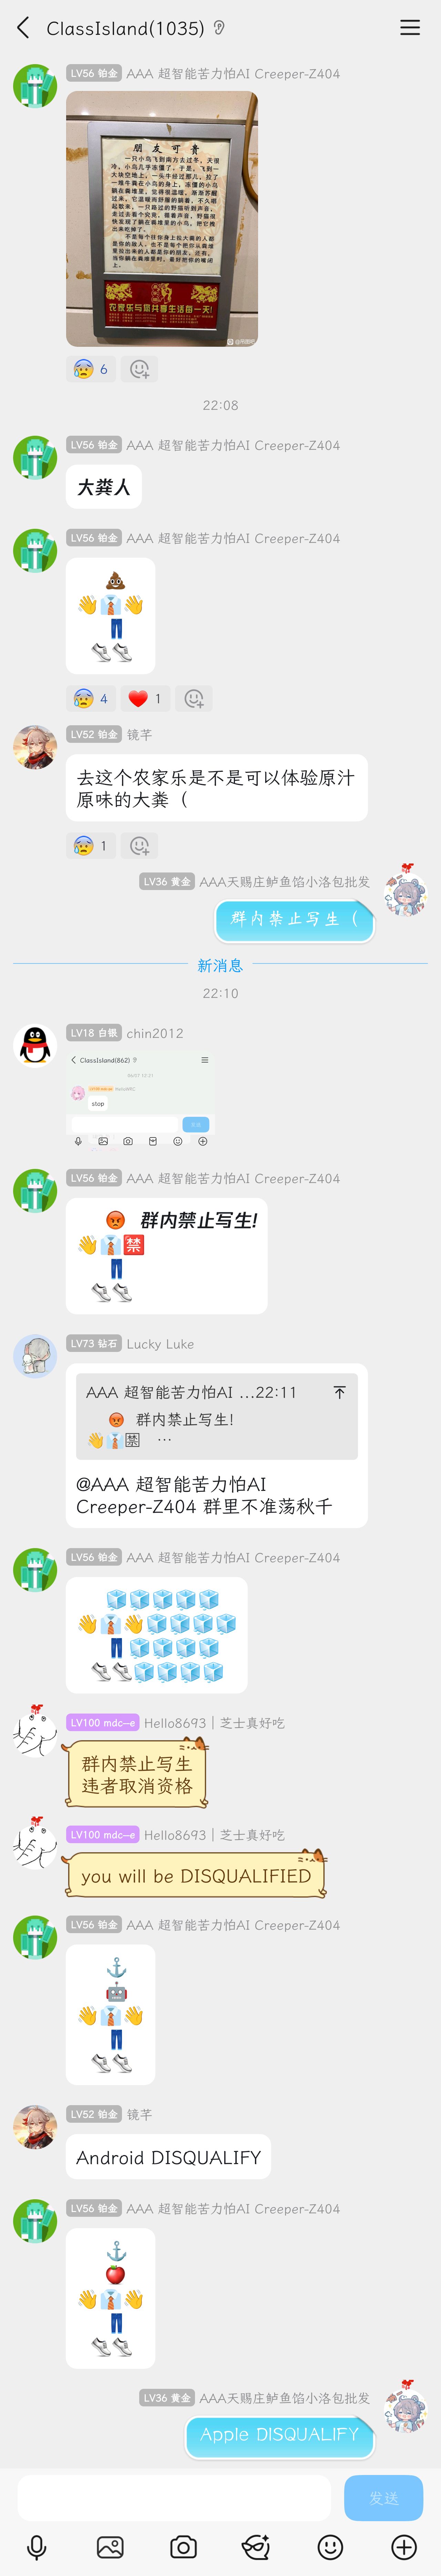 ClassIsland(1035)
LV56 铂金 AAA 超智能苦力怕AI Creeper-Z404
朋友可贵
农家乐与您共享生活每一天!
22:08
LV56 铂金 AAA 超智能苦力怕AI Creeper-Z404
大粪人
LV56 铂金 AAA 超智能苦力怕AI Creeper-Z404
💩
👋👔👋
👖
👟👟
6
4
1
LV52 铂金 镜芊
去这个农家乐是不是可以体验原汁
原味的大粪（
1
LV36 黄金 AAA天赐庄鲈鱼馅小洛包批发
群内禁止写生（
新消息
22:10
LV18 白银 chin2012
ClassIsland(862)
stop
LV56 铂金 AAA 超智能苦力怕AI Creeper-Z404
😡 群内禁止写生!
👋👔🈲
👖
👟👟
LV73 钻石 Lucky Luke
AAA 超智能苦力怕AI ...22:11
😡 群内禁止写生!
👋👔🈲 ...
@AAA 超智能苦力怕AI
Creeper-Z404 群里不准荡秋千
LV56 铂金 AAA 超智能苦力怕AI Creeper-Z404
🧊🧊🧊🧊🧊
👋👔👋🧊🧊🧊🧊
👖🧊🧊🧊🧊
👟👟🧊🧊🧊🧊
LV100 mdc--e Hello8693｜芝士真好吃
群内禁止写生
违者取消资格
LV100 mdc--e Hello8693｜芝士真好吃
you will be DISQUALIFIED
LV56 铂金 AAA 超智能苦力怕AI Creeper-Z404
⚓
🤖
👋👔👋
👖
👟👟
LV52 铂金 镜芊
Android DISQUALIFY
LV56 铂金 AAA 超智能苦力怕AI Creeper-Z404
⚓
🍎
👋👔👋
👖
👟👟
LV36 黄金 AAA天赐庄鲈鱼馅小洛包批发
Apple DISQUALIFY
发送